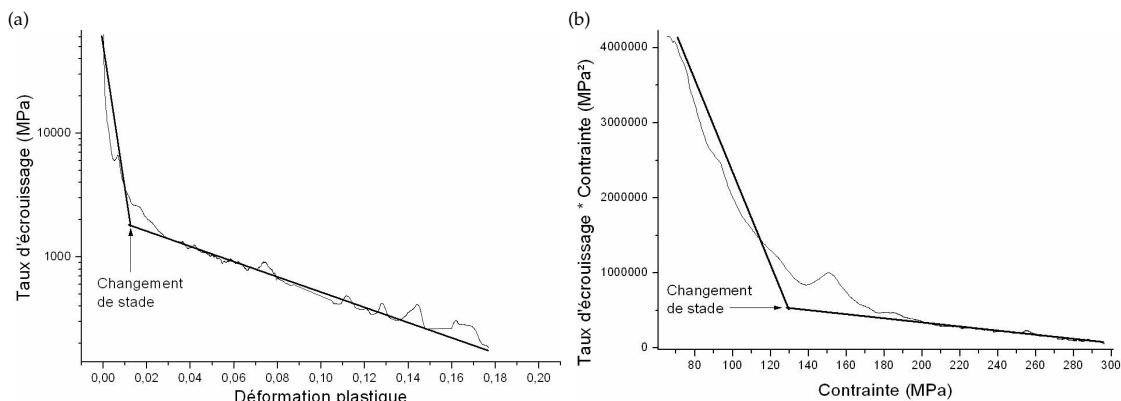 (a)
Taux d'écrouissage (MPa)
10000
1000
Changement
de stade
0,00 0,02 0,04 0,06 0,08 0,10 0,12 0,14 0,16 0,18 0,20
Déformation plastique
(b)
Taux d'écrouissage * Contrainte (MPa²)
4000000
3000000
2000000
1000000
0
Changement
de stade
80 100 120 140 160 180 200 220 240 260 280 300
Contrainte (MPa)